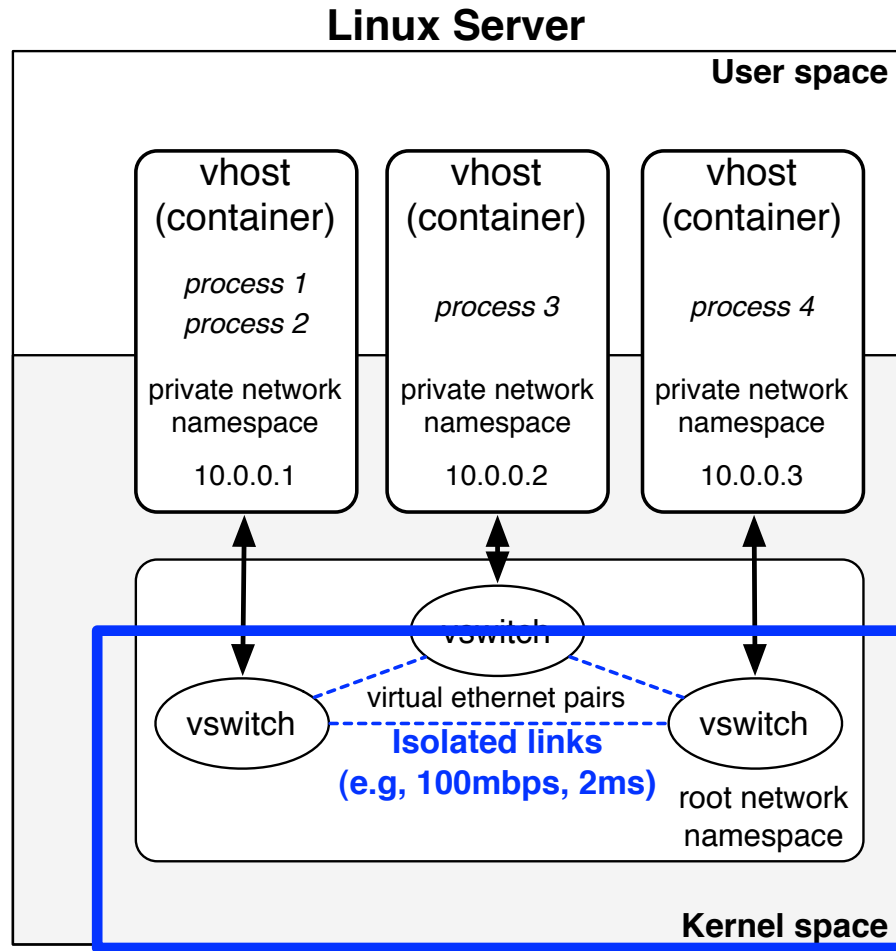 Linux Server
User space
vhost
(container)
process 1
process 2
private network
namespace
10.0.0.1
vhost
(container)
process 3
private network
namespace
10.0.0.2
vhost
(container)
process 4
private network
namespace
10.0.0.3
vswitch
vswitch
virtual ethernet pairs
vswitch
Isolated links
(e.g, 100mbps, 2ms)
root network
namespace
Kernel space